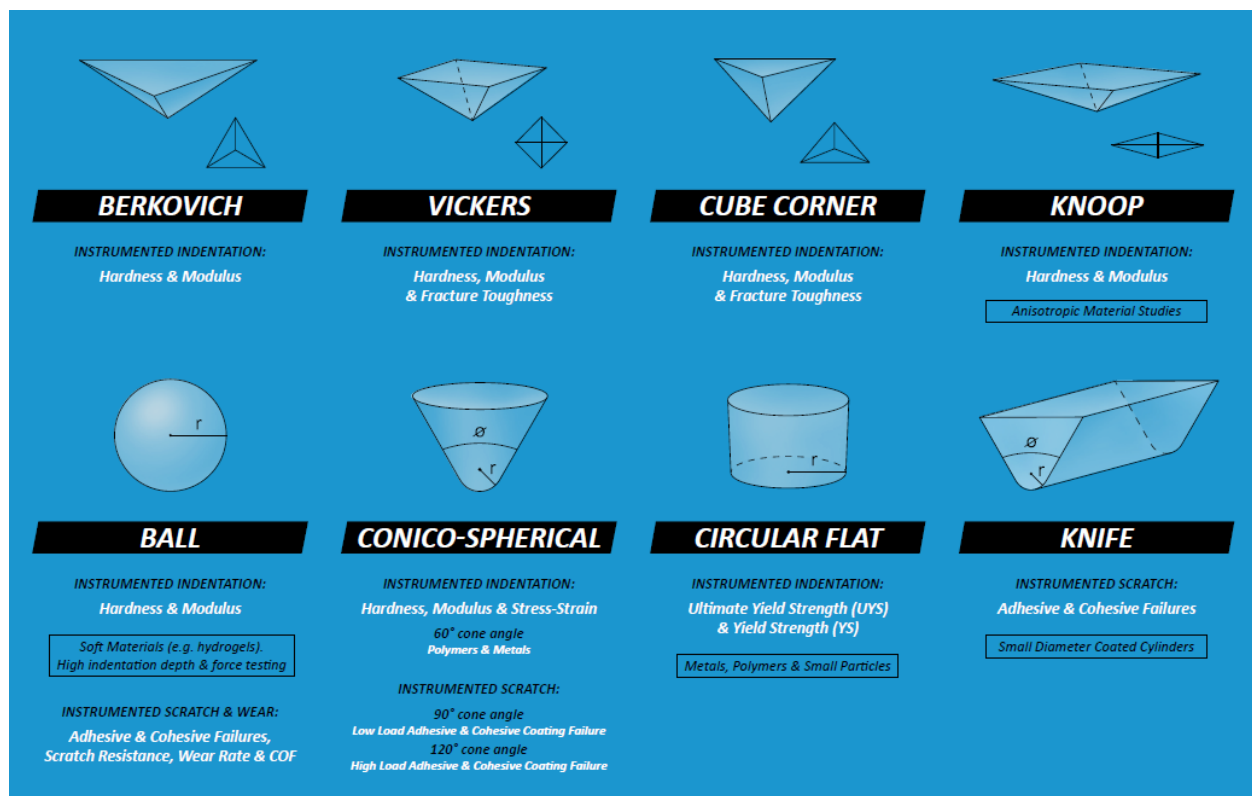 BERKOVICH
INSTRUMENTED INDENTATION:
Hardness & Modulus
VICKERS
INSTRUMENTED INDENTATION:
Hardness, Modulus
& Fracture Toughness
CUBE CORNER
INSTRUMENTED INDENTATION:
Hardness, Modulus
& Fracture Toughness
KNOOP
INSTRUMENTED INDENTATION:
Hardness & Modulus
Anisotropic Material Studies
r
BALL
INSTRUMENTED INDENTATION:
Hardness & Modulus
Soft Materials (e.g. hydrogels).
High indentation depth & force testing
INSTRUMENTED SCRATCH & WEAR:
Adhesive & Cohesive Failures,
Scratch Resistance, Wear Rate & COF
ø
r
CONICO-SPHERICAL
INSTRUMENTED INDENTATION:
Hardness, Modulus & Stress-Strain
60° cone angle
Polymers & Metals
INSTRUMENTED SCRATCH:
90° cone angle
Low Load Adhesive & Cohesive Coating Failure
120° cone angle
High Load Adhesive & Cohesive Coating Failure
r
CIRCULAR FLAT
INSTRUMENTED INDENTATION:
Ultimate Yield Strength (UYS)
& Yield Strength (YS)
Metals, Polymers & Small Particles
ø
r
KNIFE
INSTRUMENTED SCRATCH:
Adhesive & Cohesive Failures
Small Diameter Coated Cylinders